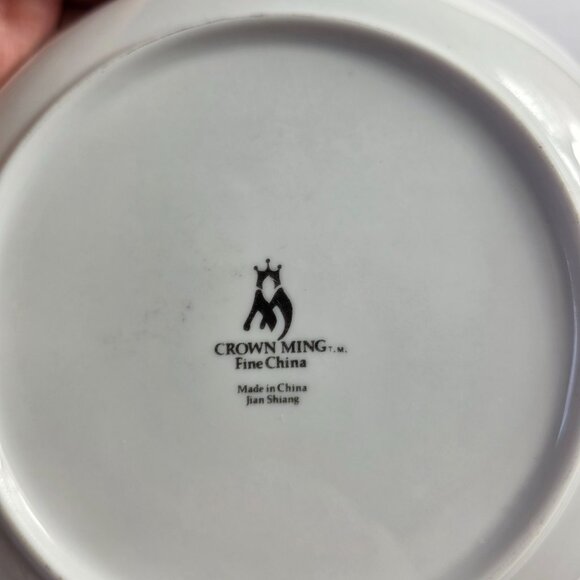 CROWN MING T.M.
Fine China
Made in China
Jian Shiang